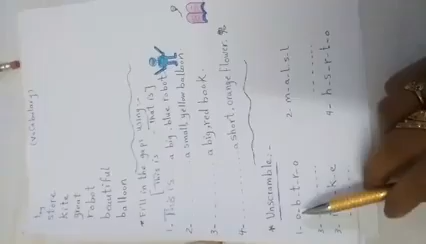 (Vocabulary)
toy
store
kite
great
robot
beautiful
balloon
* Fill in the gaps using:-
[This is] - That is]
1- This is a big, blue robot
2- a small, yellow balloon
3- ...... a big, red book.
4- ...... a short, orange flower.
* Unscramble:-
1- o-b-t-r-o
2- m-a-l-s-l
3- k-e
4- h-s-r-t-o